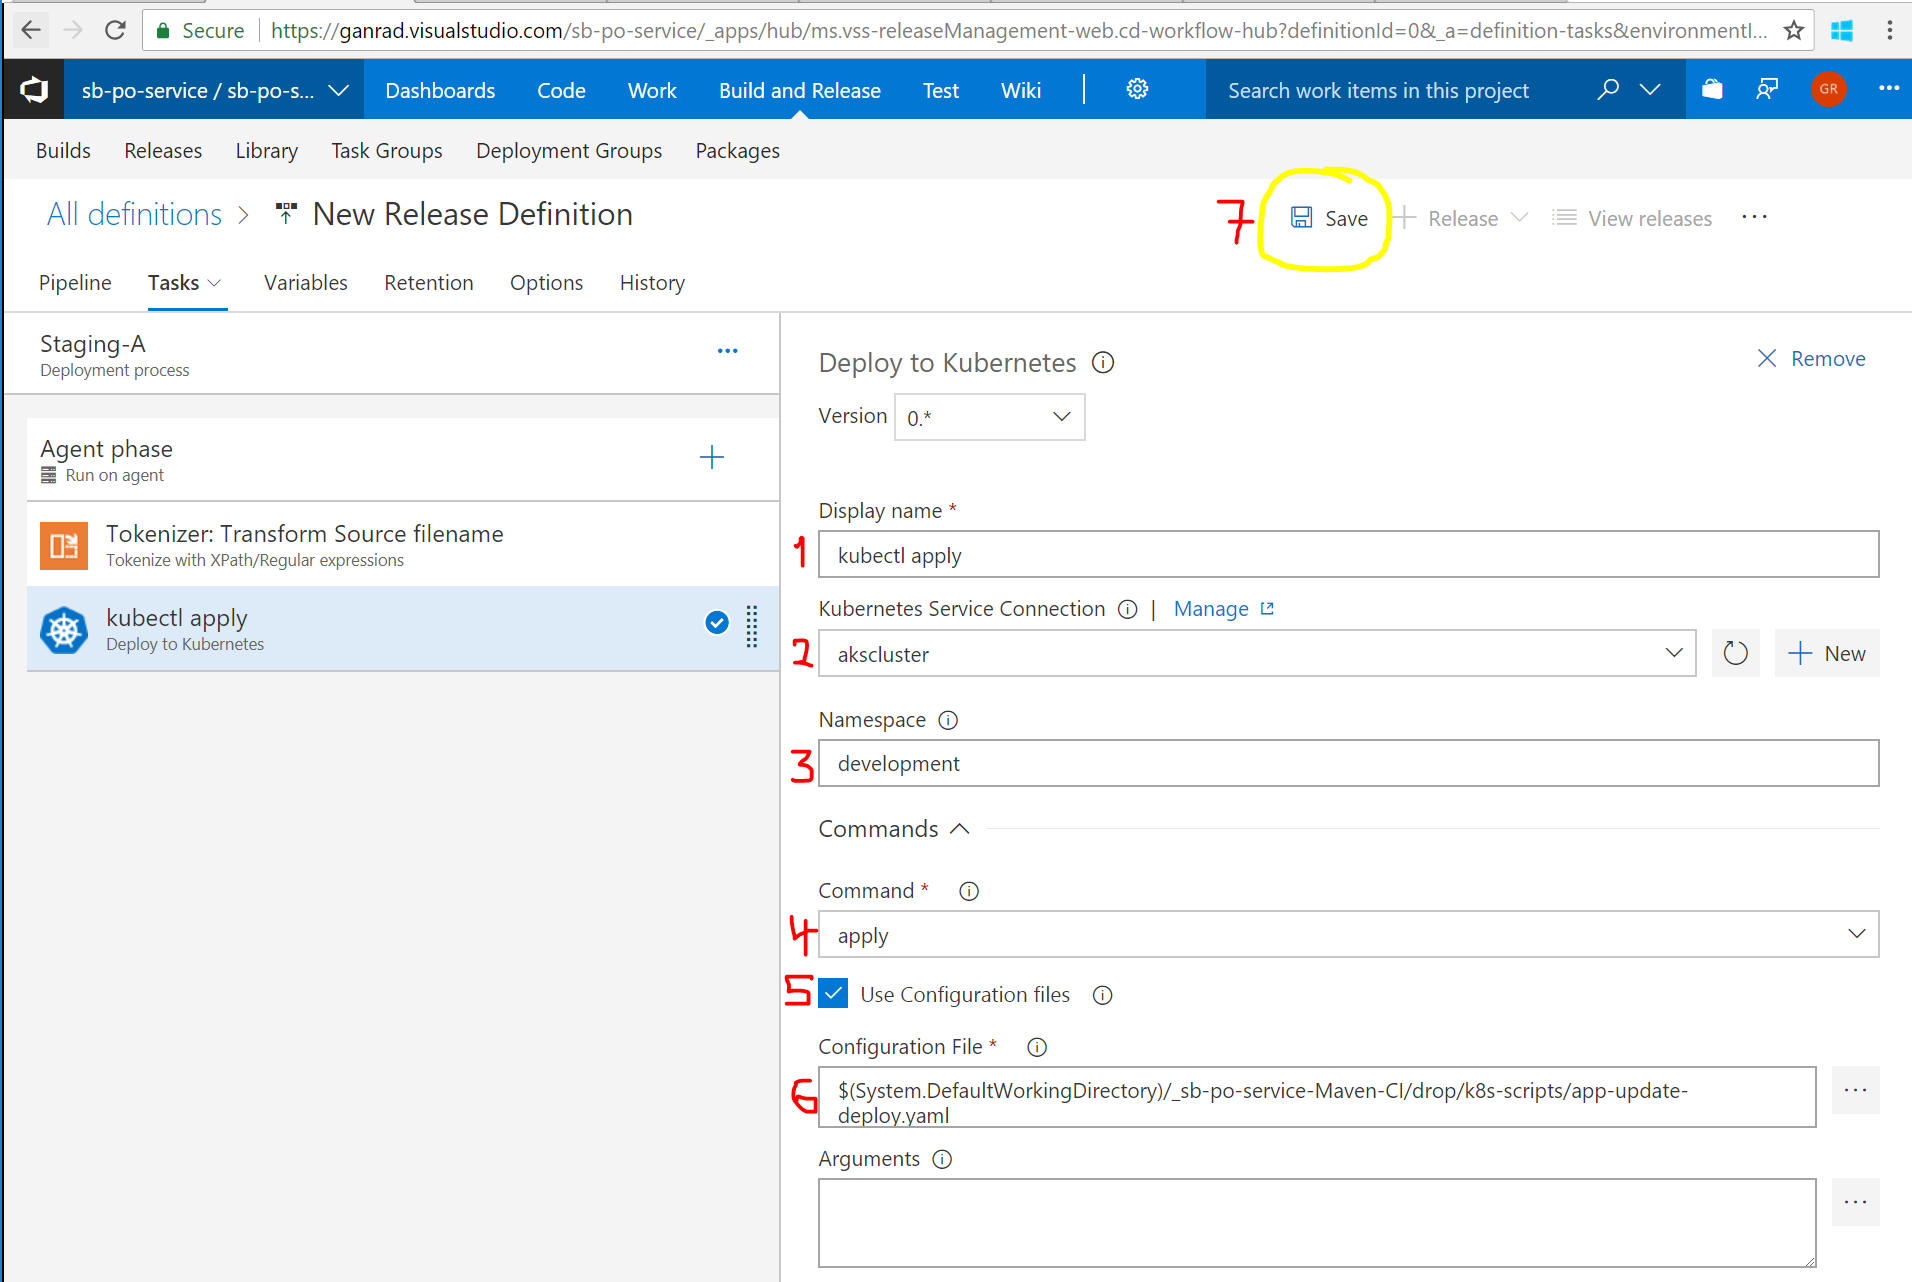 Secure
https://ganrad.visualstudio.com/sb-po-service/_apps/hub/ms.vss-releaseManagement-web.cd-workflow-hub?definitionId=0&_a=definition-tasks&environmentI...
sb-po-service / sb-po-s... Dashboards Code Work Build and Release Test Wiki Search work items in this project GR
Builds Releases Library Task Groups Deployment Groups Packages
All definitions > New Release Definition 7 Save + Release View releases ...
Pipeline Tasks Variables Retention Options History
Staging-A
Deployment process
Agent phase
Run on agent
Tokenizer: Transform Source filename
Tokenize with XPath/Regular expressions
kubectl apply
Deploy to Kubernetes
Deploy to Kubernetes
Remove
Version 0.*
Display name *
1 kubectl apply
Kubernetes Service Connection | Manage
2 akscluster
New
Namespace
3 development
Commands
Command *
4 apply
5 Use Configuration files
Configuration File *
6 $(System.DefaultWorkingDirectory)/_sb-po-service-Maven-CI/drop/k8s-scripts/app-update-
deploy.yaml
Arguments